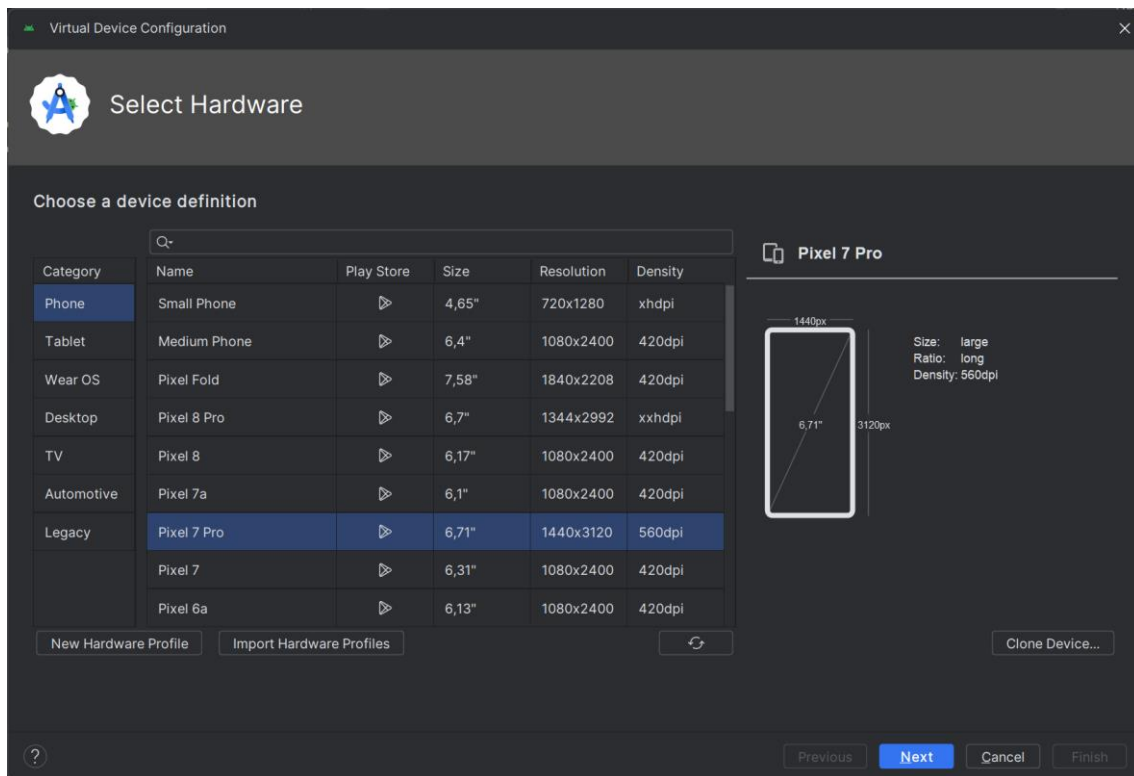 Virtual Device Configuration
Select Hardware
Choose a device definition
Category Name Play Store Size Resolution Density
Phone Small Phone 4,65" 720x1280 xhdpi
Tablet Medium Phone 6,4" 1080x2400 420dpi
Wear OS Pixel Fold 7,58" 1840x2208 420dpi
Desktop Pixel 8 Pro 6,7" 1344x2992 xxhdpi
TV Pixel 8 6,17" 1080x2400 420dpi
Automotive Pixel 7a 6,1" 1080x2400 420dpi
Legacy Pixel 7 Pro 6,71" 1440x3120 560dpi
Pixel 7 6,31" 1080x2400 420dpi
Pixel 6a 6,13" 1080x2400 420dpi
New Hardware Profile Import Hardware Profiles
Pixel 7 Pro
1440px
6,71" 3120px
Size: large
Ratio: long
Density: 560dpi
Clone Device...
? Previous Next Cancel Finish